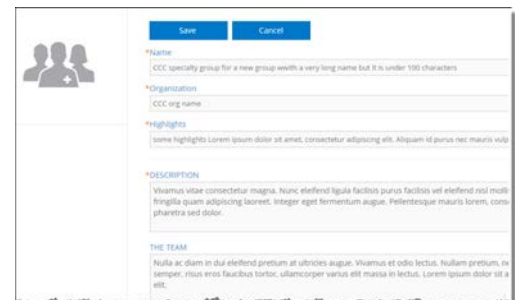 Save Cancel
*Name
CCC specialty group for a new group wwith a very long name but it is under 100 characters
*Organization
CCC org name
*Highlights
some highlights Lorem ipsum dolor sit amet, consectetur adipiscing elit. Aliquam id purus nec mauris vulp
*DESCRIPTION
Vivamus vitae consectetur magna. Nunc eleifend ligula facilisis purus facilisis vel eleifend nisl molli
fringilla quam adipiscing laoreet. Integer eget fermentum augue. Pellentesque mauris lorem, cons
pharetra sed dolor.
THE TEAM
Nulla ac diam in dui eleifend pretium at ultricies augue. Vivamus et odio lectus. Nullam pretium, ne
semper, risus eros faucibus tortor, ullamcorper varius elit massa in lectus. Lorem ipsum dolor sit a
elit.